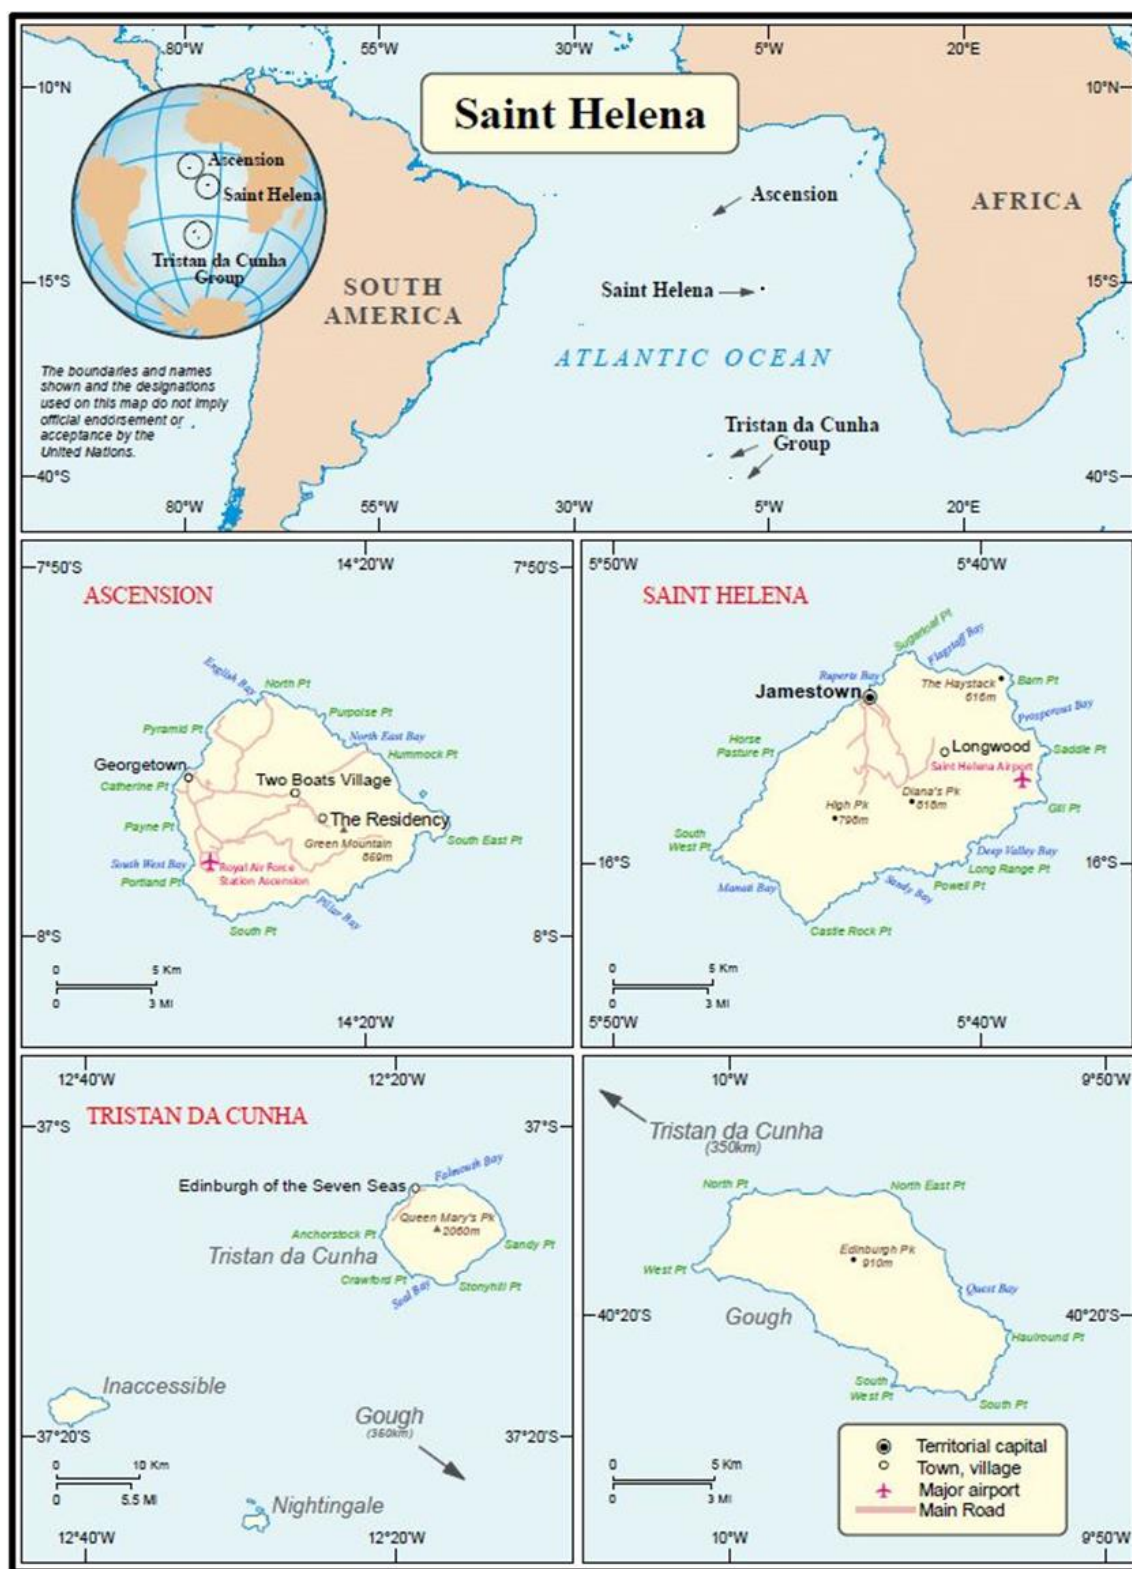 80°W 55°W 30°W 5°W 20°E
10°N 10°N
Saint Helena
Ascension
Saint Helena
Tristan da Cunha
Group
Ascension
AFRICA
15°S 15°S
SOUTH
AMERICA
Saint Helena
ATLANTIC OCEAN
The boundaries and names
shown and the designations
used on this map do not imply
official endorsement or
acceptance by the
United Nations.
Tristan da Cunha
Group
40°S 40°S
80°W 55°W 30°W 5°W 20°E
14°20'W
7°50'S 7°50'S
ASCENSION
English Bay
North Pt
Purpoise Pt
Pyramid Pt
North East Bay
Hummock Pt
Georgetown
Catherine Pt
Two Boats Village
Payne Pt
The Residency
Green Mountain
859m
South East Pt
South West Bay
Royal Air Force
Station Ascension
Portland Pt
Pillar Bay
South Pt
8°S 8°S
0 5 Km
0 3 Mi
14°20'W
5°50'W 5°40'W
SAINT HELENA
Sugarloaf Pt
Flagstaff Bay
Ruperts Bay
Jamestown
The Haystack
616m
Barn Pt
Prosperous Bay
Horse
Pasture Pt
Longwood
Saddle Pt
Saint Helena Airport
Diana's Pk
818m
High Pk
798m
Gill Pt
South
West Pt
Deep Valley Bay
Long Range Pt
16°S 16°S
Manati Bay
Sandy Bay
Powell Pt
Castle Rock Pt
0 5 Km
0 3 Mi
5°50'W 5°40'W
12°40'W 12°20'W
TRISTAN DA CUNHA
37°S 37°S
Falmouth Bay
Edinburgh of the Seven Seas
Queen Mary's Pk
2060m
Anchorstock Pt
Tristan da Cunha
Sandy Pt
Crawford Pt
Seal Bay
Stonyhill Pt
Inaccessible
Gough
(350km)
37°20'S 37°20'S
0 10 Km
0 5.5 Mi
Nightingale
12°40'W 12°20'W
10°W 9°50'W
Tristan da Cunha
(350km)
North Pt
North East Pt
Edinburgh Pk
910m
West Pt
Quest Bay
Gough
40°20'S 40°20'S
Haulround Pt
South
West Pt
South Pt
0 5 Km
0 3 Mi
Territorial capital
Town, village
Major airport
Main Road
10°W 9°50'W